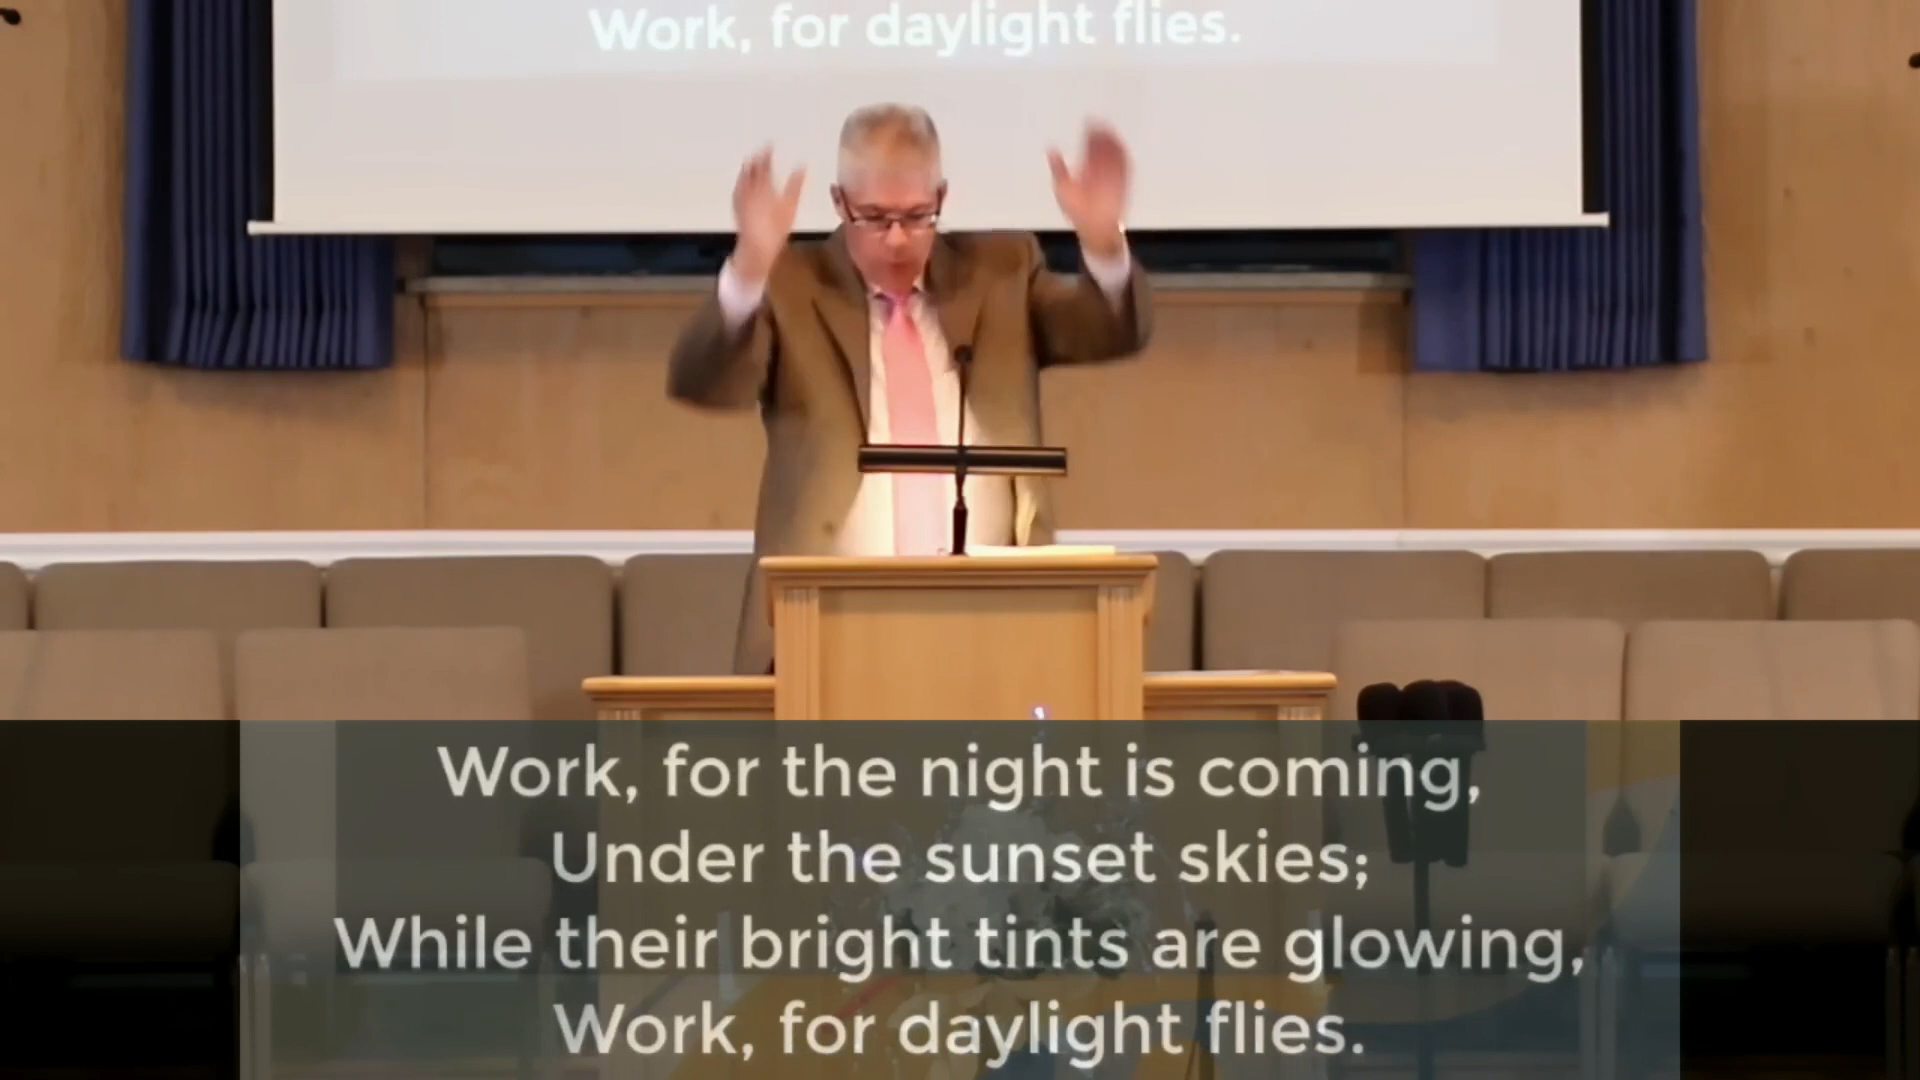 Work, for daylight flies.
Work, for the night is coming,
Under the sunset skies;
While their bright tints are glowing,
Work, for daylight flies.